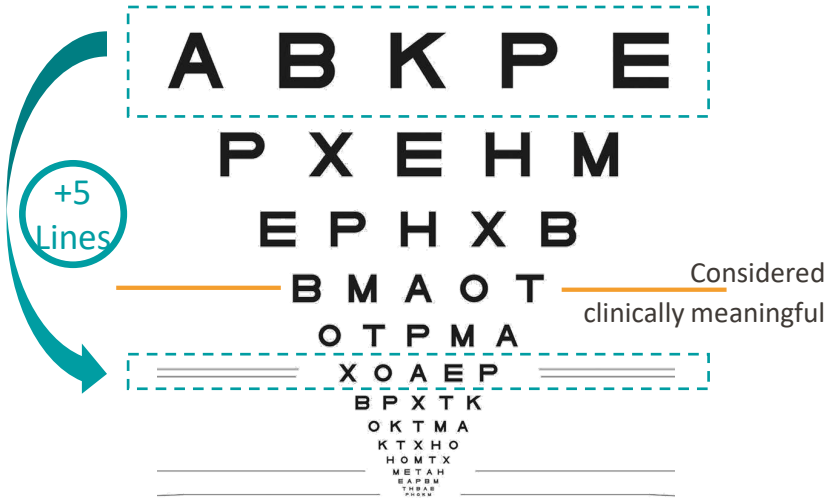 A B K P E
P X E H M
+5
Lines
E P H X B
B M A O T
Considered
clinically meaningful
O T P M A
X O A E P
B P X T K
O K T M A
K T X H O
H O M T X
M E T A H
E A P B M
T H B A E